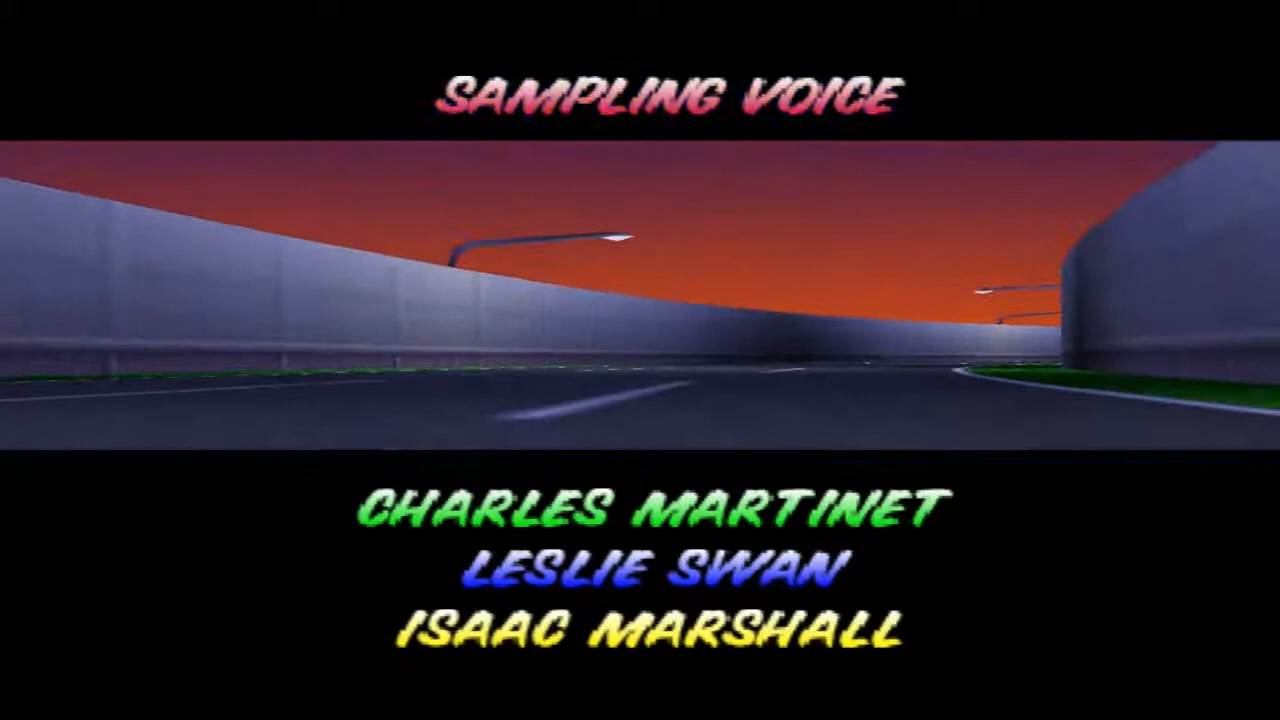 SAMPLING VOICE
CHARLES MARTINET
LESLIE SWAN
ISAAC MARSHALL